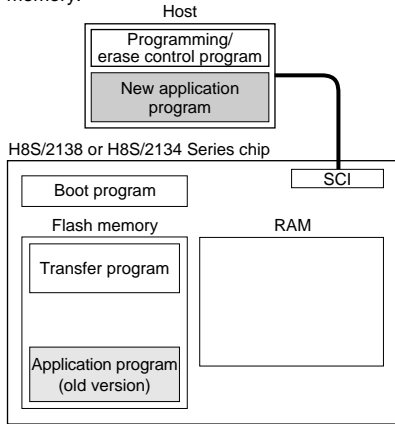 Host
Programming/
erase control program
New application
program
H8S/2138 or H8S/2134 Series chip
SCI
Boot program
Flash memory
RAM
Transfer program
Application program
(old version)